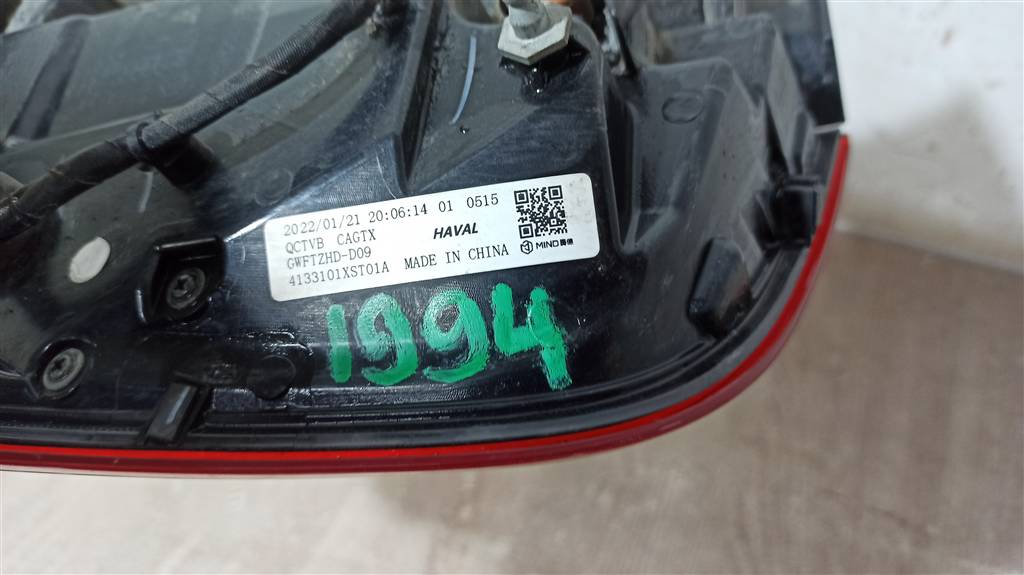 2022/01/21 20:06:14 01 0515
QCTVB CAGTX HAVAL
GWFTZHD-D09
4133101XST01A MADE IN CHINA MIND
1994